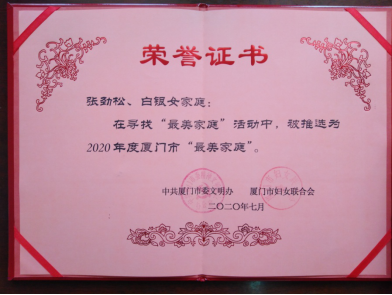 荣誉证书
张劲松、白银女家庭：
在寻找“最美家庭”活动中，被推选为
2020年度厦门市“最美家庭”。
中共厦门市委文明办 厦门市妇女联合会
二〇二〇年七月